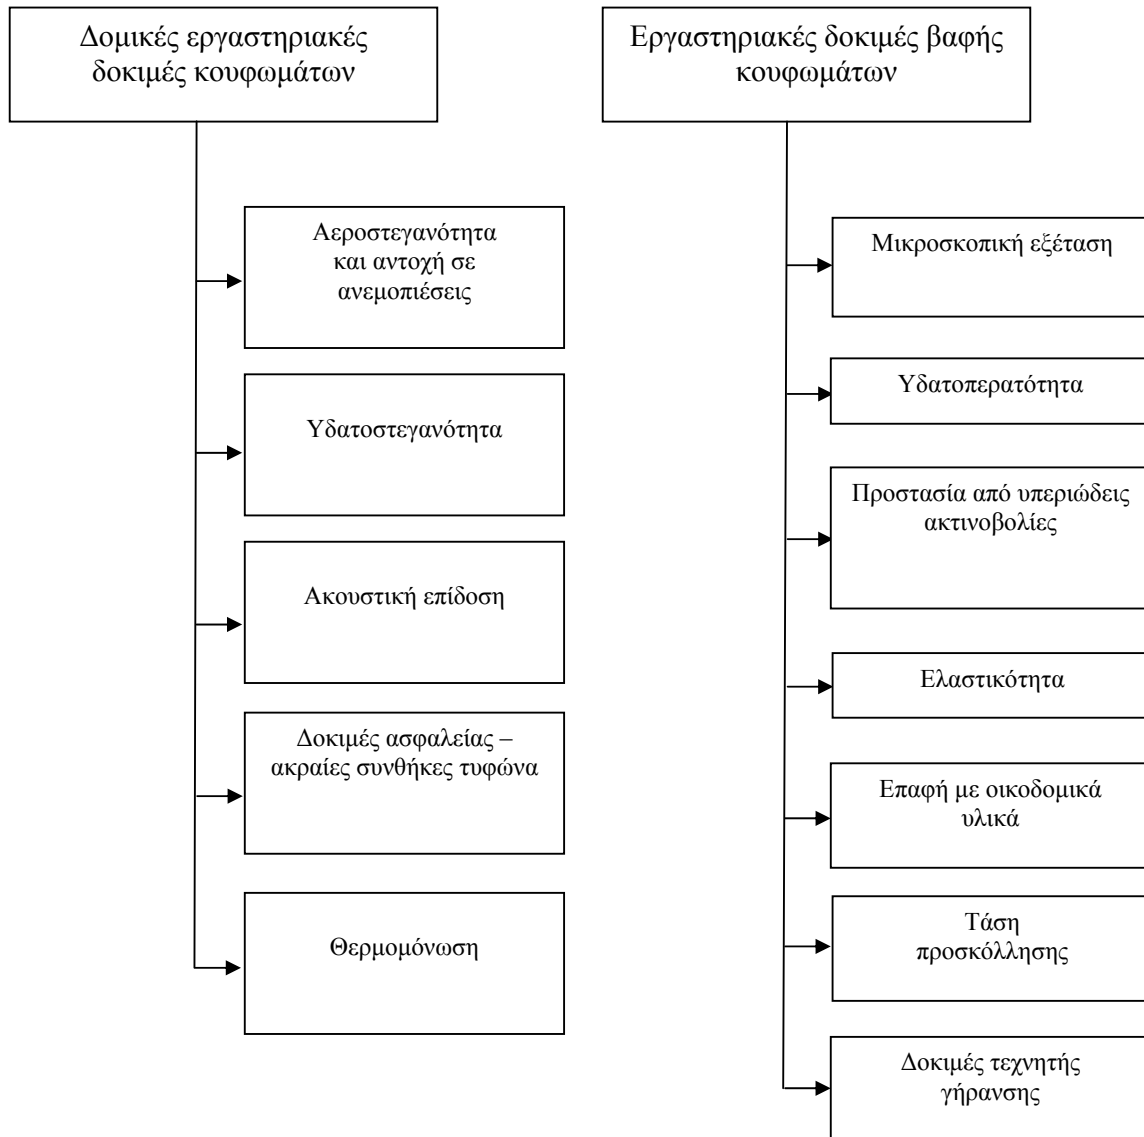 Δομικές εργαστηριακές
δοκιμές κουφωμάτων
Αεροστεγανότητα
και αντοχή σε
ανεμοπιέσεις
Υδατοστεγανότητα
Ακουστική επίδοση
Δοκιμές ασφαλείας –
ακραίες συνθήκες τυφώνα
Θερμομόνωση
Εργαστηριακές δοκιμές βαφής
κουφωμάτων
Μικροσκοπική εξέταση
Υδατοπερατότητα
Προστασία από υπεριώδεις
ακτινοβολίες
Ελαστικότητα
Επαφή με οικοδομικά
υλικά
Τάση
προσκόλλησης
Δοκιμές τεχνητής
γήρανσης